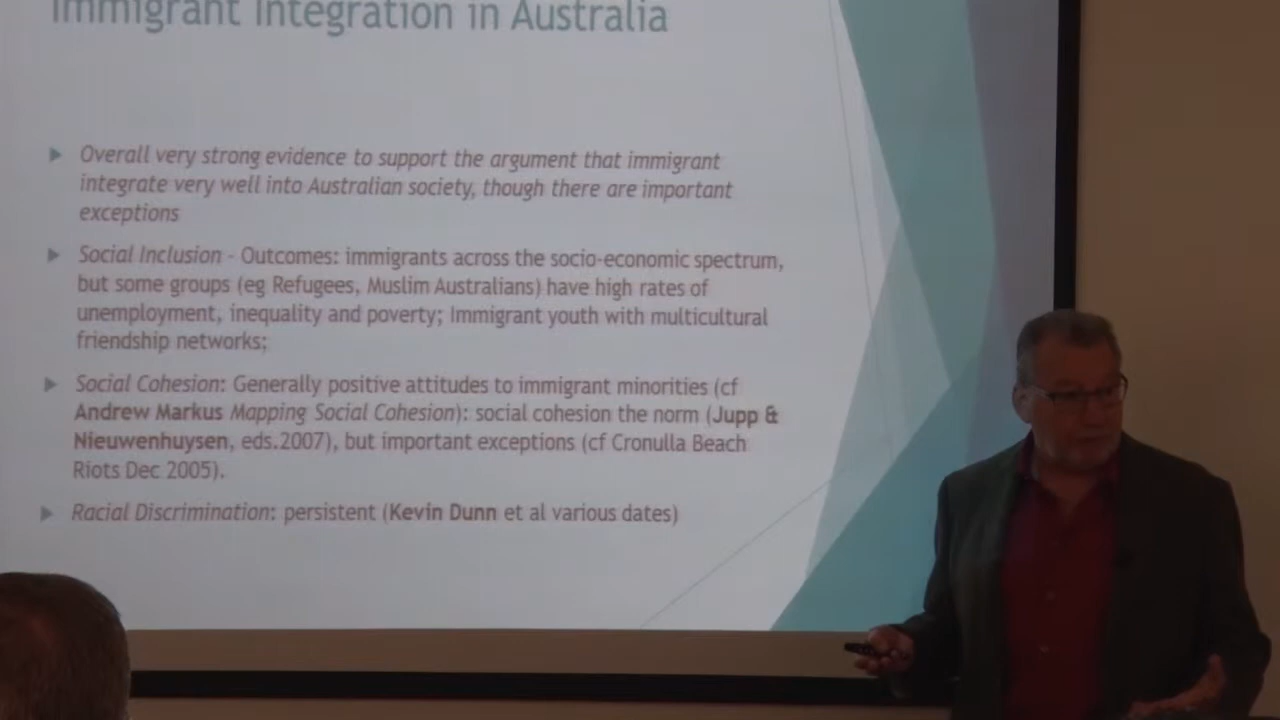 Immigrant Integration in Australia
Overall very strong evidence to support the argument that immigrant
integrate very well into Australian society, though there are important
exceptions
Social Inclusion - Outcomes: immigrants across the socio-economic spectrum,
but some groups (eg Refugees, Muslim Australians) have high rates of
unemployment, inequality and poverty; Immigrant youth with multicultural
friendship networks;
Social Cohesion: Generally positive attitudes to immigrant minorities (cf
Andrew Markus Mapping Social Cohesion): social cohesion the norm (Jupp &
Nieuwenhuysen, eds.2007), but important exceptions (cf Cronulla Beach
Riots Dec 2005).
Racial Discrimination: persistent (Kevin Dunn et al various dates)